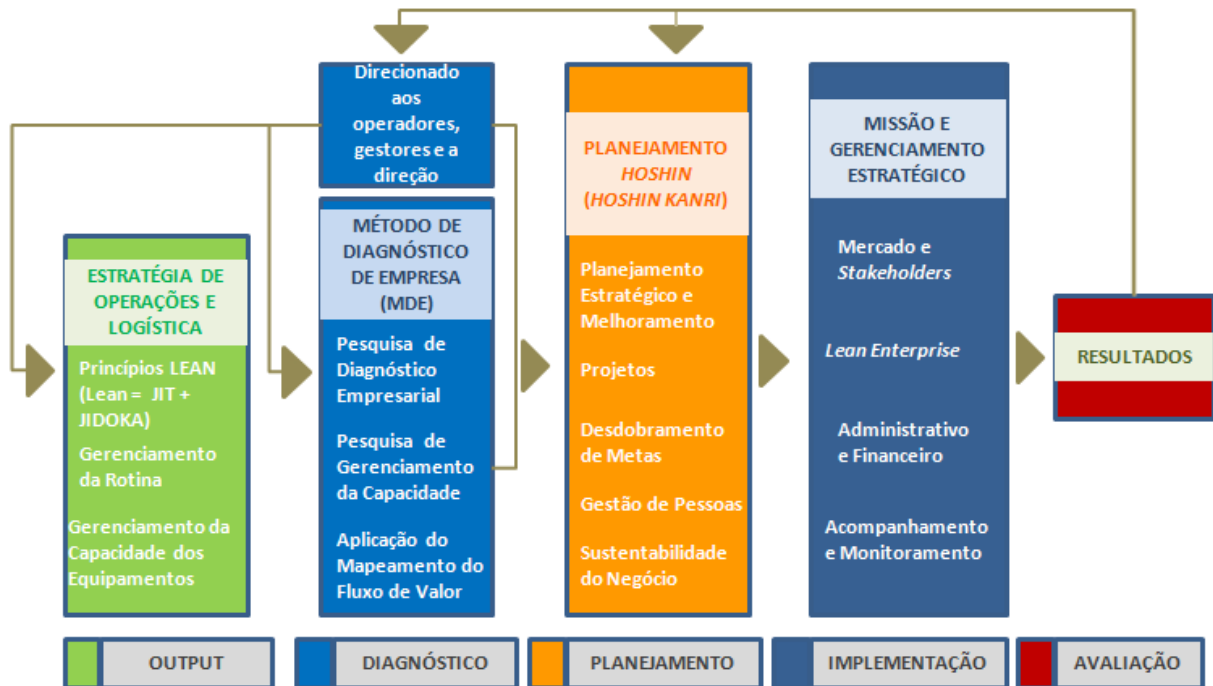 Direcionado
aos
operadores,
gestores e a
direção
ESTRATÉGIA DE
OPERAÇÕES E
LOGÍSTICA
Princípios LEAN
(Lean = JIT +
JIDOKA)
Gerenciamento
da Rotina
Gerenciamento da
Capacidade dos
Equipamentos
MÉTODO DE
DIAGNÓSTICO
DE EMPRESA
(MDE)
Pesquisa de
Diagnóstico
Empresarial
Pesquisa de
Gerenciamento
da Capacidade
Aplicação do
Mapeamento do
Fluxo de Valor
PLANEJAMENTO
HOSHIN
(HOSHIN KANRI)
Planejamento
Estratégico e
Melhoramento
Projetos
Desdobramento
de Metas
Gestão de Pessoas
Sustentabilidade
do Negócio
MISSÃO E
GERENCIAMENTO
ESTRATÉGICO
Mercado e
Stakeholders
Lean Enterprise
Administrativo
e Financeiro
Acompanhamento
e Monitoramento
RESULTADOS
OUTPUT
DIAGNÓSTICO
PLANEJAMENTO
IMPLEMENTAÇÃO
AVALIAÇÃO